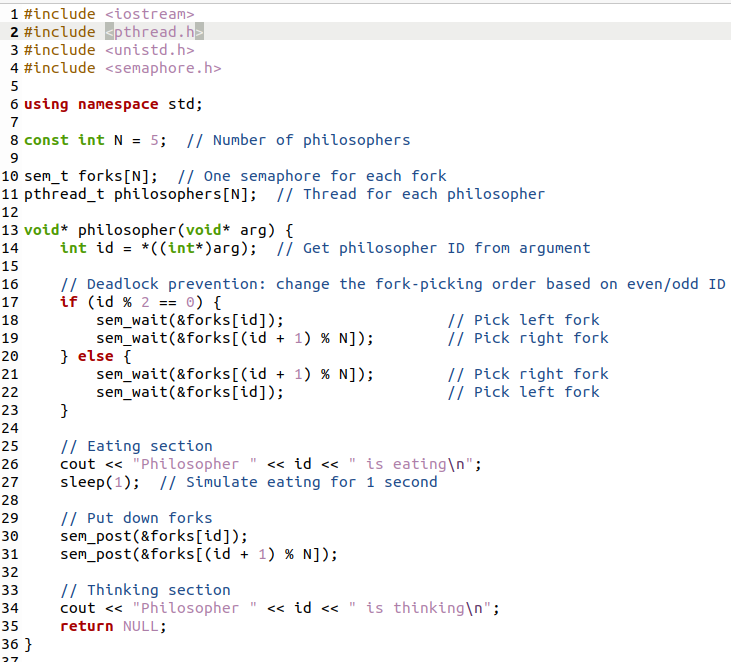 1 #include <iostream>
2 #include <pthread.h>
3 #include <unistd.h>
4 #include <semaphore.h>
5
6 using namespace std;
7
8 const int N = 5;  // Number of philosophers
9
10 sem_t forks[N];  // One semaphore for each fork
11 pthread_t philosophers[N];  // Thread for each philosopher
12
13 void* philosopher(void* arg) {
14     int id = *((int*)arg);  // Get philosopher ID from argument
15
16     // Deadlock prevention: change the fork-picking order based on even/odd ID
17     if (id % 2 == 0) {
18         sem_wait(&forks[id]);                  // Pick left fork
19         sem_wait(&forks[(id + 1) % N]);        // Pick right fork
20     } else {
21         sem_wait(&forks[(id + 1) % N]);        // Pick right fork
22         sem_wait(&forks[id]);                  // Pick left fork
23     }
24
25     // Eating section
26     cout << "Philosopher " << id << " is eating\n";
27     sleep(1);  // Simulate eating for 1 second
28
29     // Put down forks
30     sem_post(&forks[id]);
31     sem_post(&forks[(id + 1) % N]);
32
33     // Thinking section
34     cout << "Philosopher " << id << " is thinking\n";
35     return NULL;
36 }
37